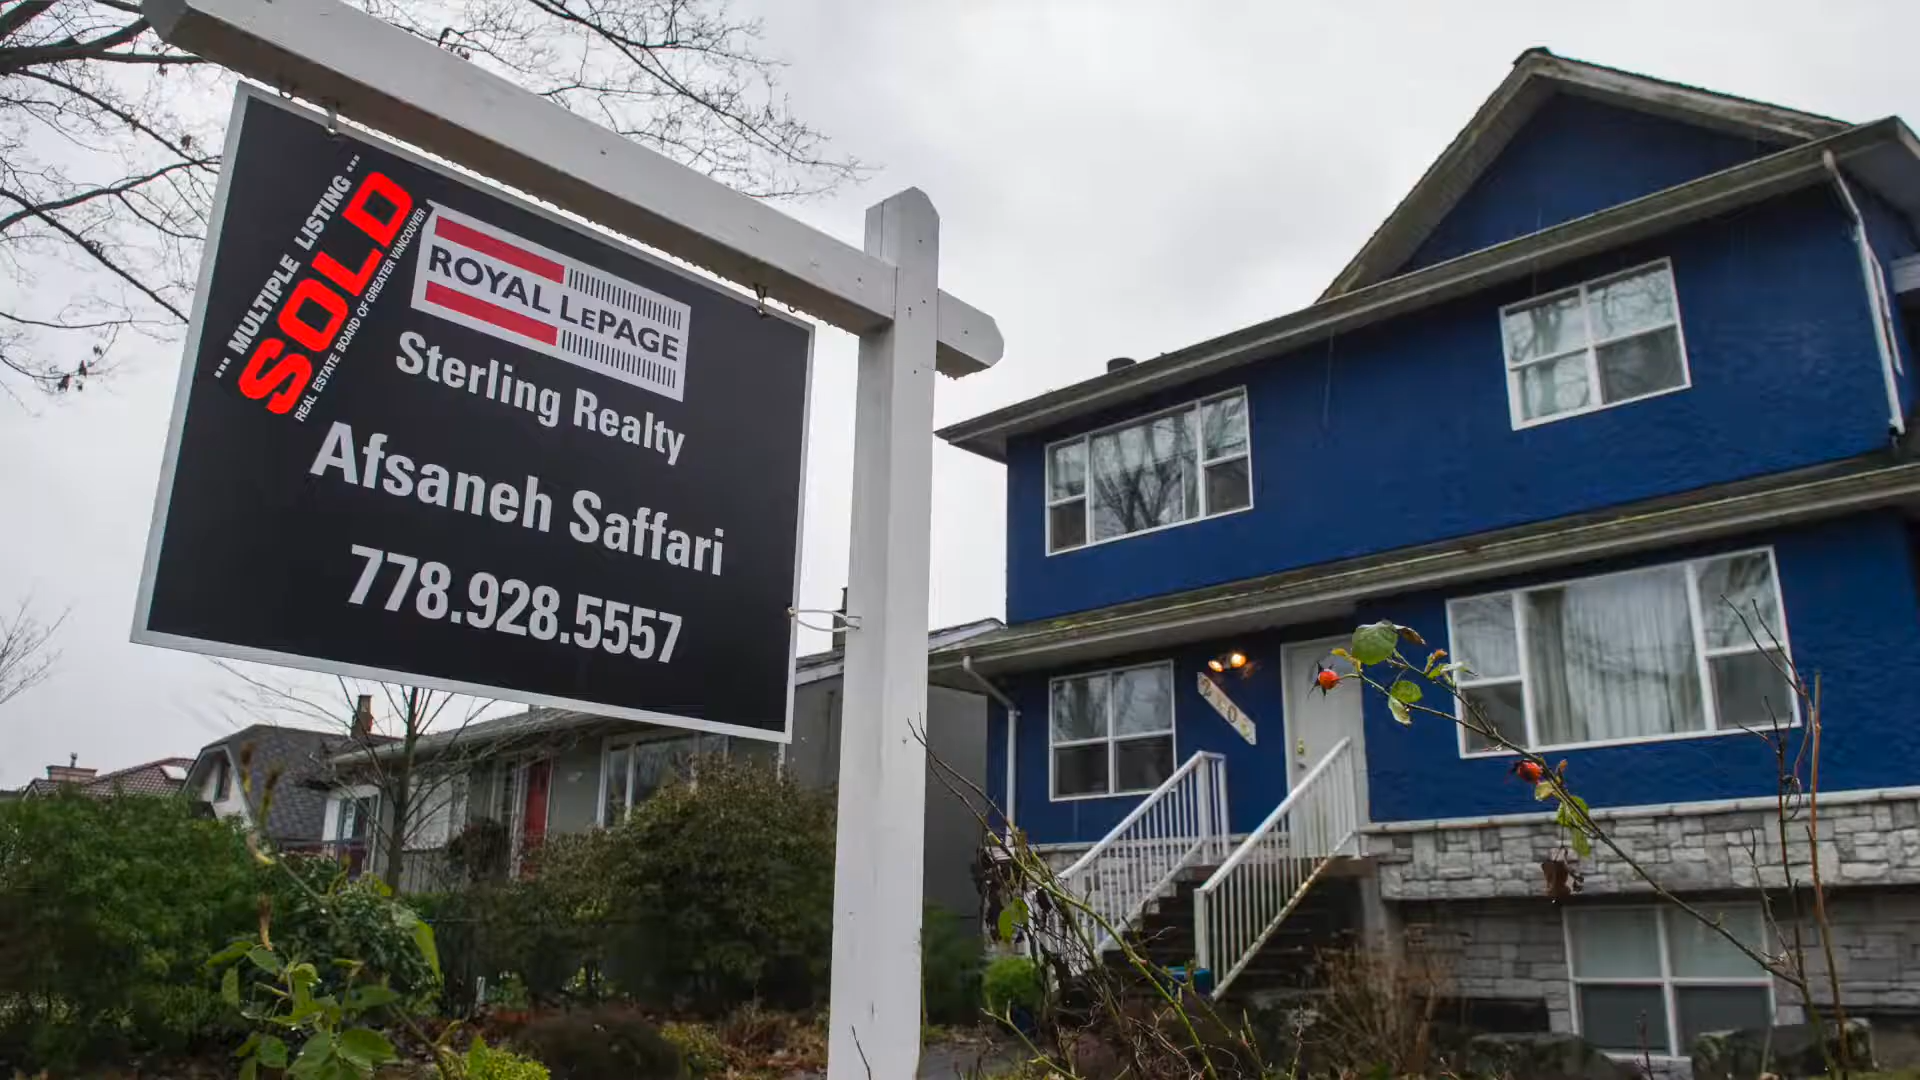 MULTIPLE LISTING
SOLD
REAL ESTATE BOARD OF GREATER VANCOUVER
ROYAL LEPAGE
Sterling Realty
Afsaneh Saffari
778.928.5557